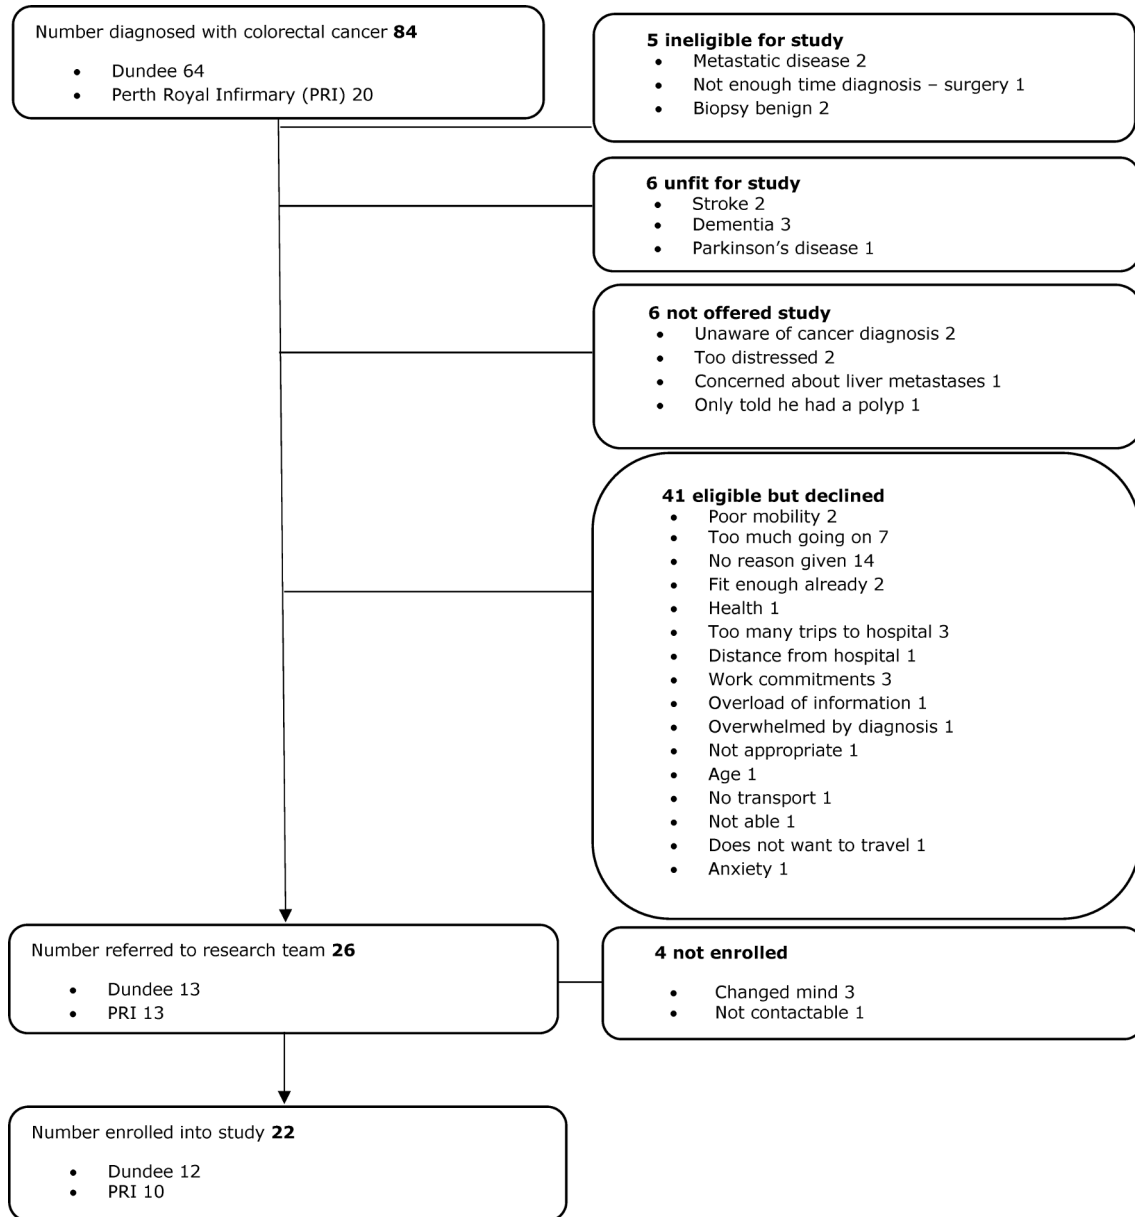 Number diagnosed with colorectal cancer 84
• Dundee 64
• Perth Royal Infirmary (PRI) 20
5 ineligible for study
• Metastatic disease 2
• Not enough time diagnosis – surgery 1
• Biopsy benign 2
6 unfit for study
• Stroke 2
• Dementia 3
• Parkinson’s disease 1
6 not offered study
• Unaware of cancer diagnosis 2
• Too distressed 2
• Concerned about liver metastases 1
• Only told he had a polyp 1
41 eligible but declined
• Poor mobility 2
• Too much going on 7
• No reason given 14
• Fit enough already 2
• Health 1
• Too many trips to hospital 3
• Distance from hospital 1
• Work commitments 3
• Overload of information 1
• Overwhelmed by diagnosis 1
• Not appropriate 1
• Age 1
• No transport 1
• Not able 1
• Does not want to travel 1
• Anxiety 1
Number referred to research team 26
• Dundee 13
• PRI 13
4 not enrolled
• Changed mind 3
• Not contactable 1
Number enrolled into study 22
• Dundee 12
• PRI 10